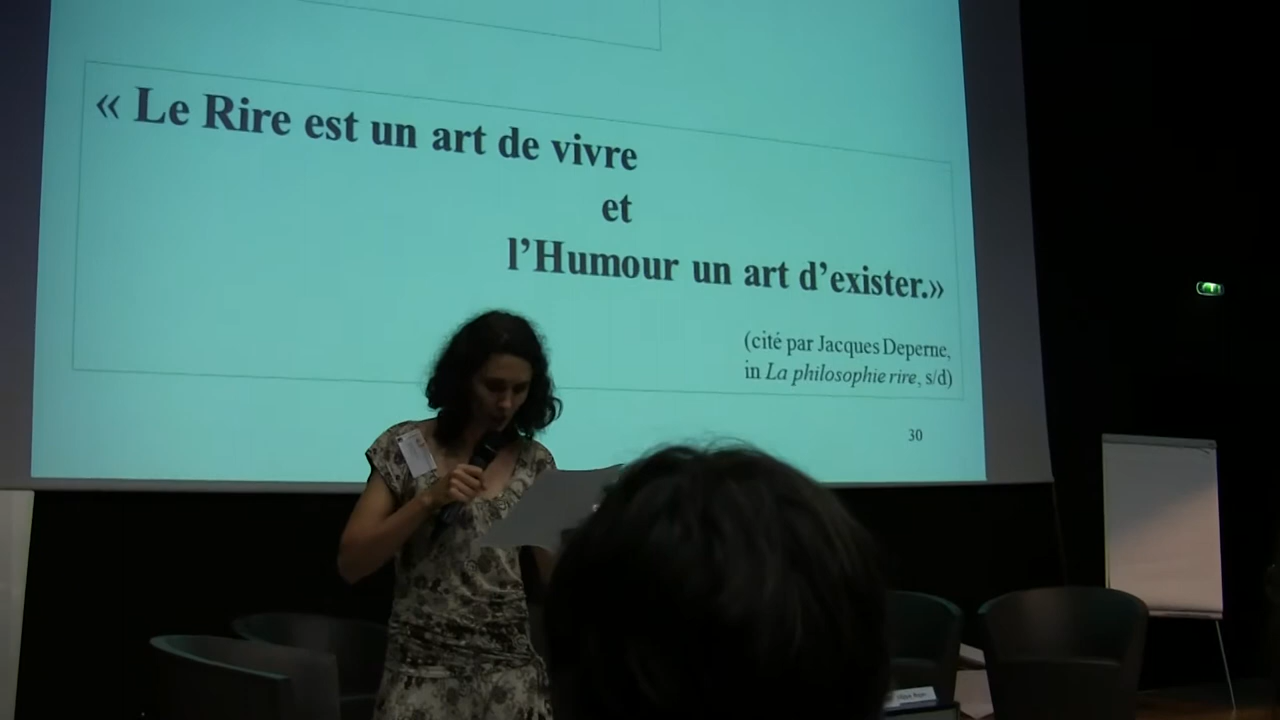 « Le Rire est un art de vivre
et
l’Humour un art d’exister.»
(cité par Jacques Deperne,
in La philosophie rire, s/d)
30